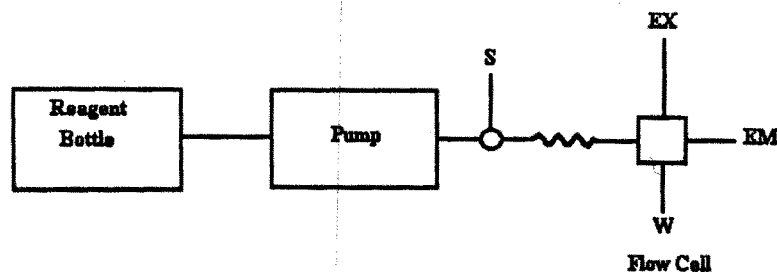 EX
S
Reagent
Bottle
Pump
EM
W
Flow Cell